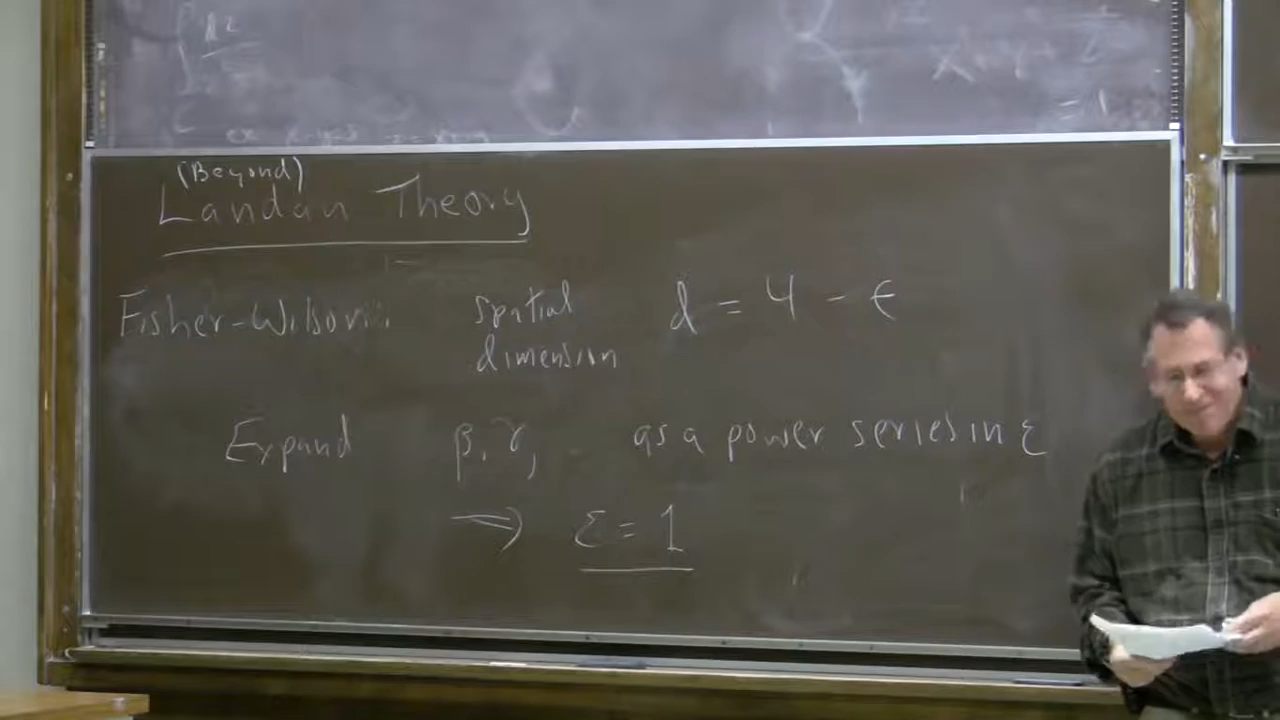 (Beyond)
Landau Theory
Fisher-Wilson: spatial dimension d = 4 - ϵ
Expand β, γ, as a power series in ε
⇒ ε = 1